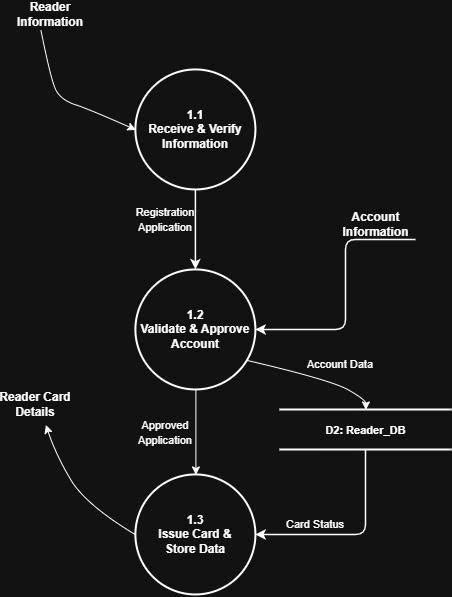 Reader
Information
1.1
Receive & Verify
Information
Registration
Application
Account
Information
1.2
Validate & Approve
Account
Account Data
Reader Card
Details
Approved
Application
D2: Reader_DB
1.3
Issue Card &
Store Data
Card Status